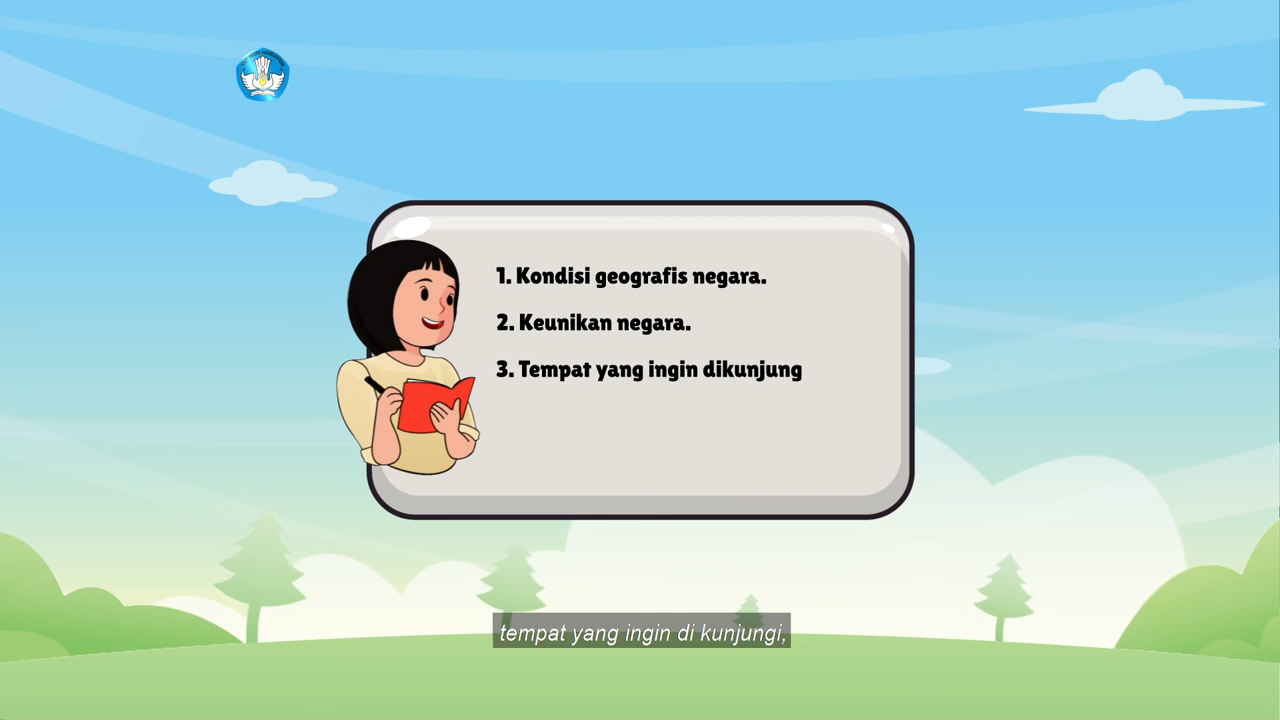 1. Kondisi geografis negara.
2. Keunikan negara.
3. Tempat yang ingin dikunjung
tempat yang ingin di kunjungi,